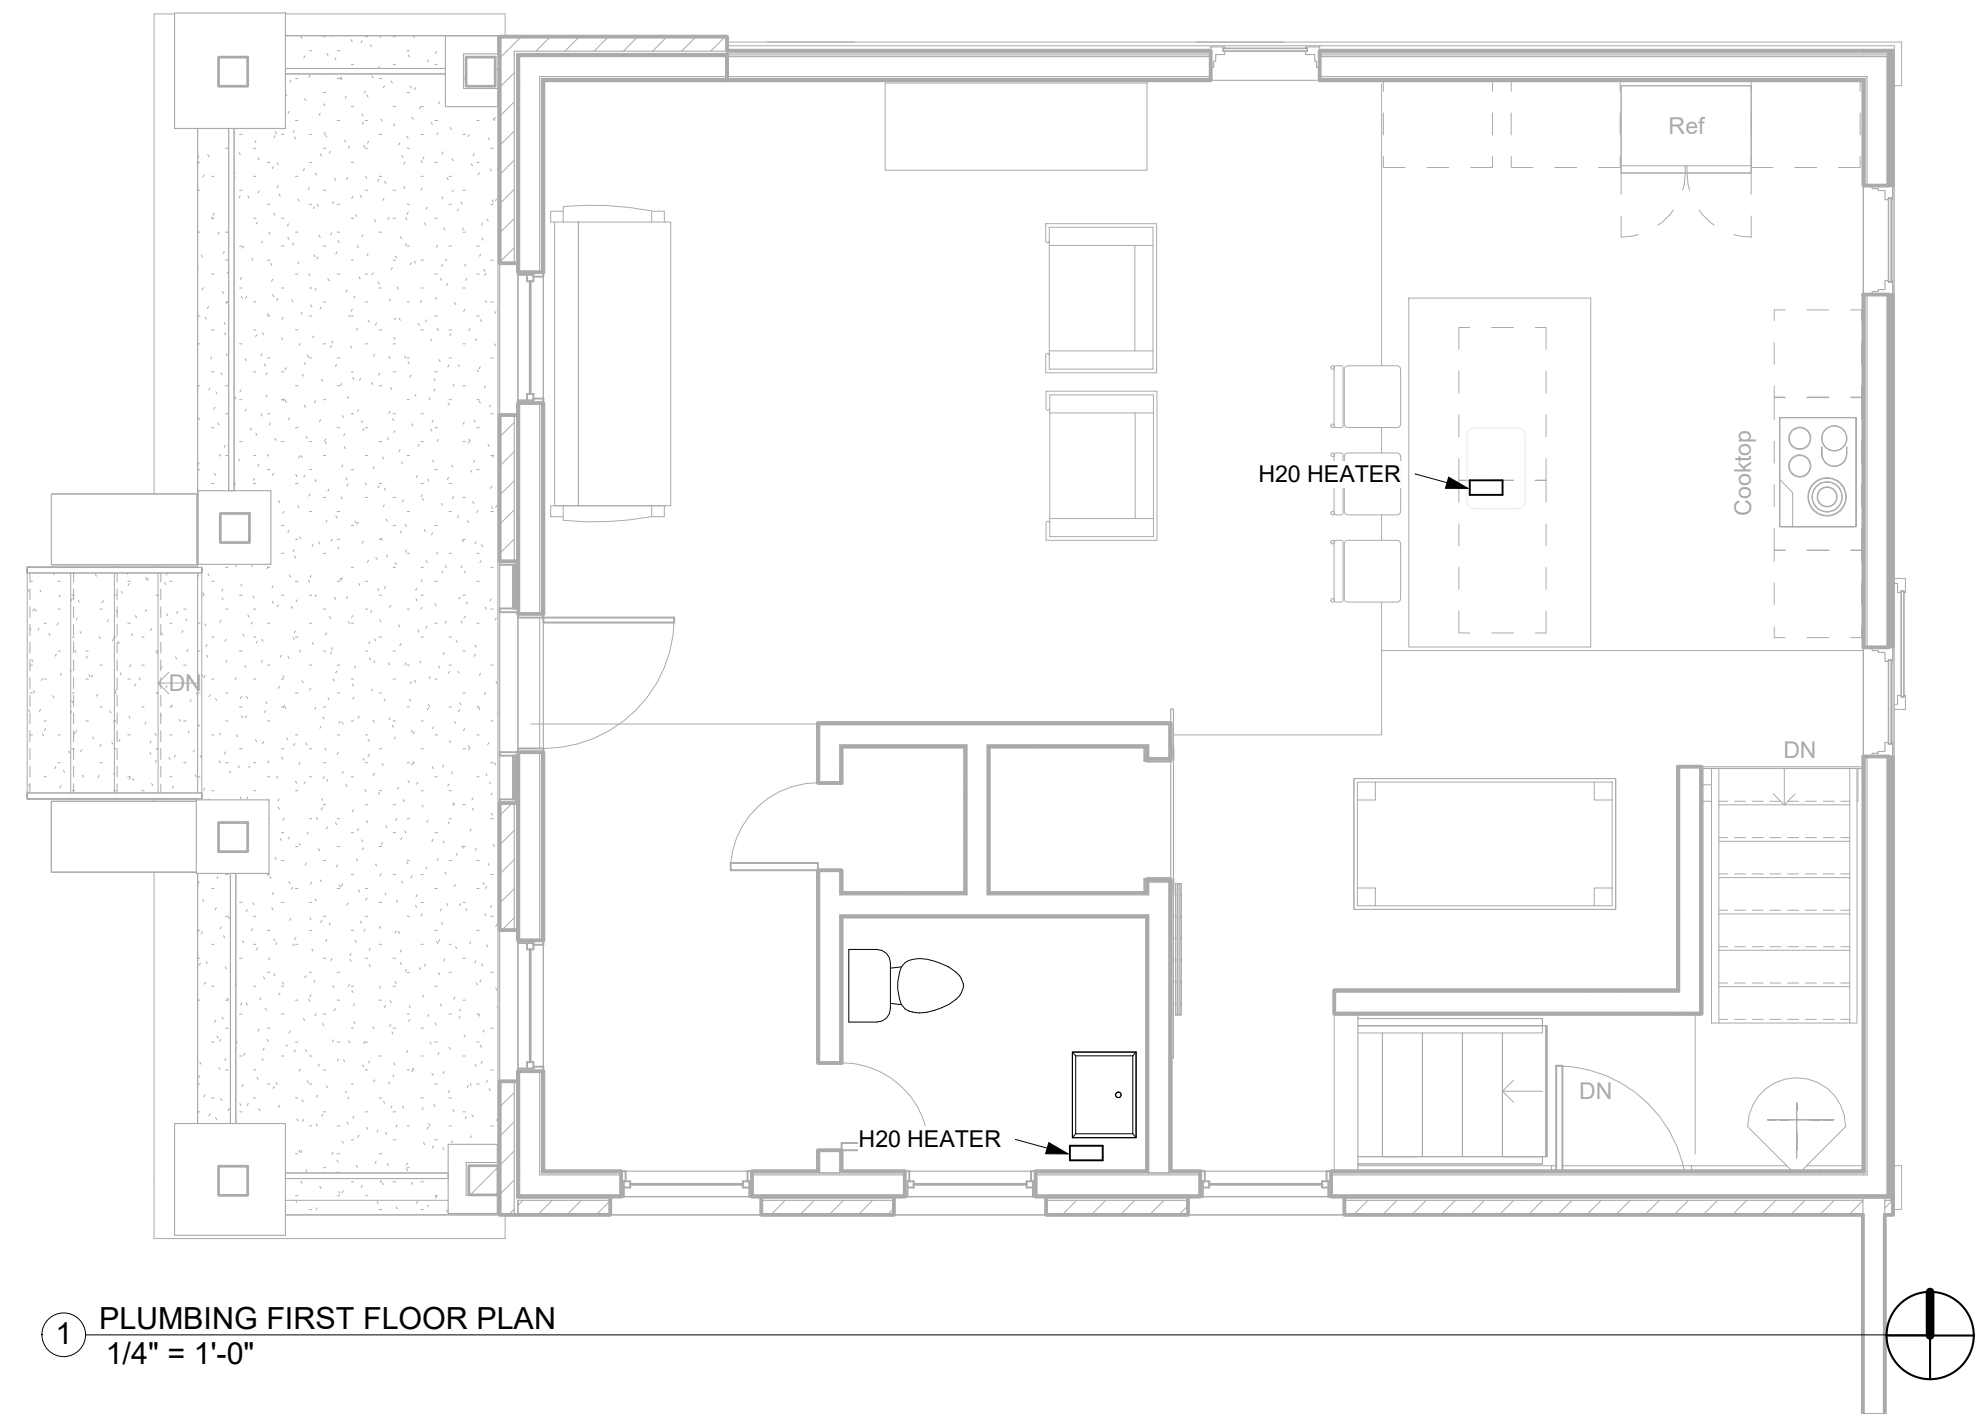 Ref
H20 HEATER
Cooktop
DN
DN
DN
H20 HEATER
1
PLUMBING FIRST FLOOR PLAN
1/4" = 1'-0"